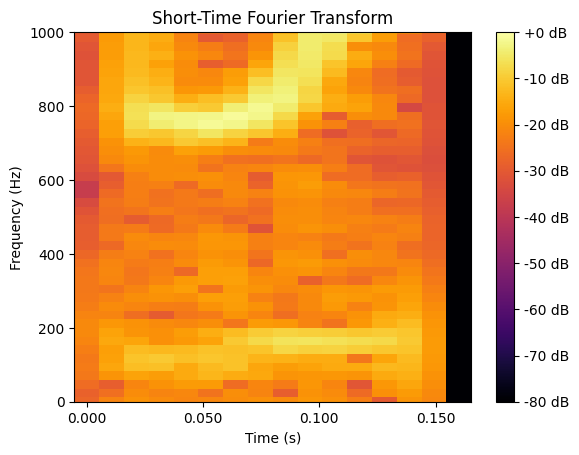 Short-Time Fourier Transform
1000
800
600
400
200
0
Frequency (Hz)
0.000
0.050
0.100
0.150
Time (s)
+0 dB
-10 dB
-20 dB
-30 dB
-40 dB
-50 dB
-60 dB
-70 dB
-80 dB